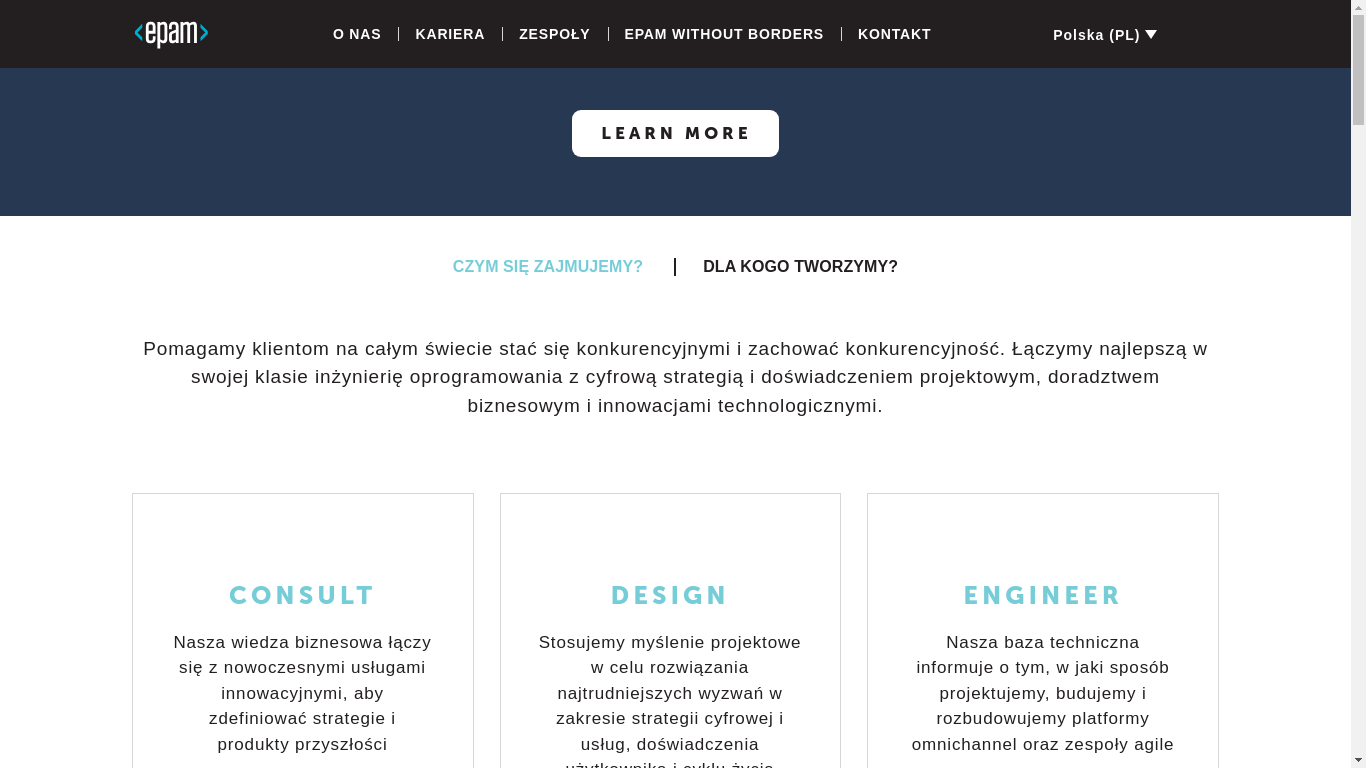 <epam>
O NAS
KARIERA
ZESPOŁY
EPAM WITHOUT BORDERS
KONTAKT
Polska (PL)
LEARN MORE
CZYM SIĘ ZAJMUJEMY?
DLA KOGO TWORZYMY?
Pomagamy klientom na całym świecie stać się konkurencyjnymi i zachować konkurencyjność. Łączymy najlepszą w
swojej klasie inżynierię oprogramowania z cyfrową strategią i doświadczeniem projektowym, doradztwem
biznesowym i innowacjami technologicznymi.
CONSULT
Nasza wiedza biznesowa łączy
się z nowoczesnymi usługami
innowacyjnymi, aby
zdefiniować strategie i
produkty przyszłości
DESIGN
Stosujemy myślenie projektowe
w celu rozwiązania
najtrudniejszych wyzwań w
zakresie strategii cyfrowej i
usług, doświadczenia
użytkownika i cyklu życia
ENGINEER
Nasza baza techniczna
informuje o tym, w jaki sposób
projektujemy, budujemy i
rozbudowujemy platformy
omnichannel oraz zespoły agile